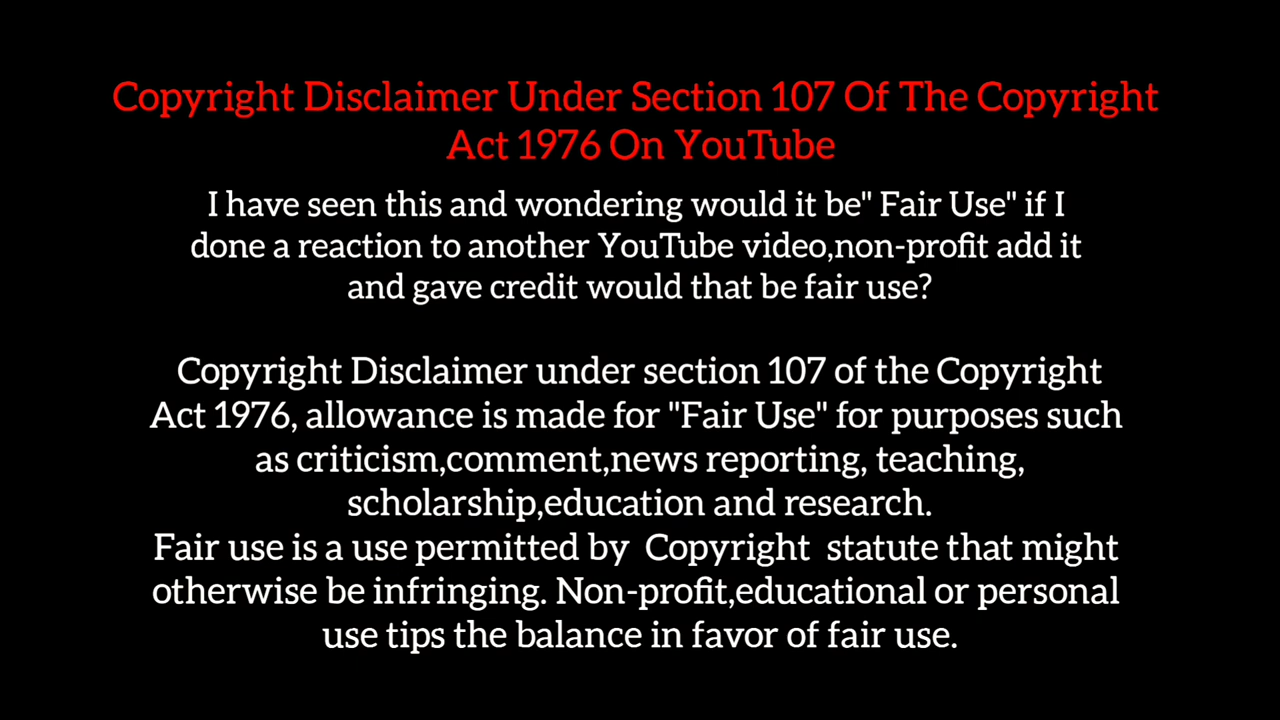 Copyright Disclaimer Under Section 107 Of The Copyright
Act 1976 On YouTube
I have seen this and wondering would it be" Fair Use" if I
done a reaction to another YouTube video,non-profit add it
and gave credit would that be fair use?
Copyright Disclaimer under section 107 of the Copyright
Act 1976, allowance is made for "Fair Use" for purposes such
as criticism,comment,news reporting, teaching,
scholarship,education and research.
Fair use is a use permitted by  Copyright  statute that might
otherwise be infringing. Non-profit,educational or personal
use tips the balance in favor of fair use.